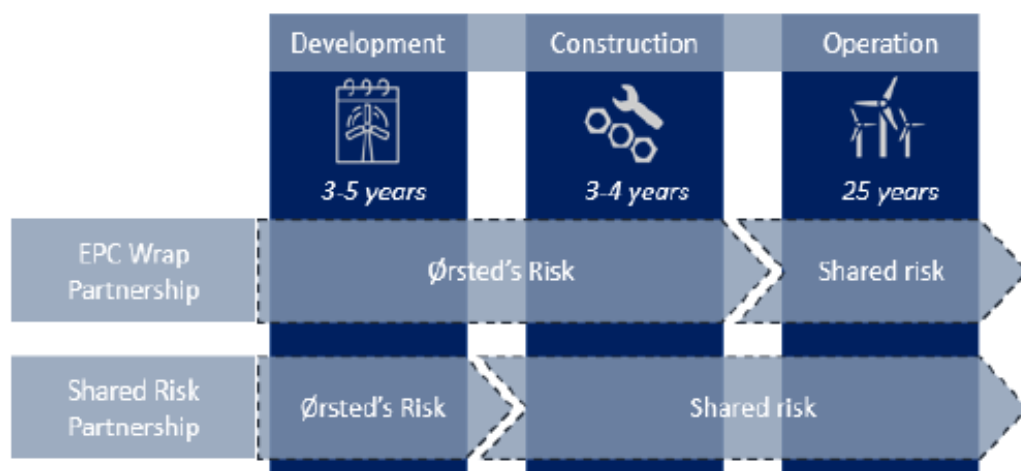 Development Construction Operation
3-5 years 3-4 years 25 years
EPC Wrap
Partnership
Ørsted's Risk Shared risk
Shared Risk
Partnership
Ørsted's Risk Shared risk